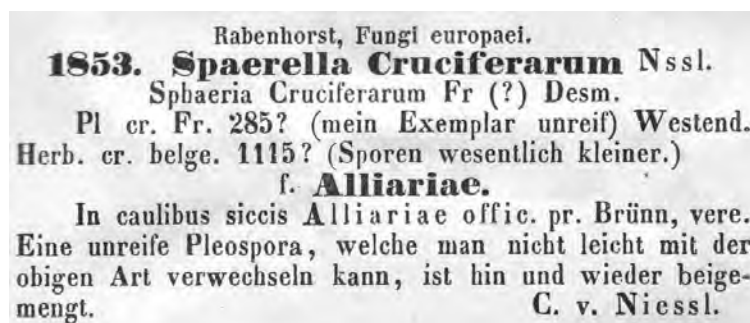 Rabenhorst, Fungi europaei.
1853. Spaerella Cruciferarum Nssl.
Sphaeria Cruciferarum Fr (?) Desm.
Pl cr. Fr. 285? (mein Exemplar unreif) Westend.
Herb. cr. belge. 1115? (Sporen wesentlich kleiner.)
f. Alliariae.
In caulibus siccis Alliariae offic. pr. Brünn, vere.
Eine unreife Pleospora, welche man nicht leicht mit der
obigen Art verwechseln kann, ist hin und wieder beige-
mengt. C. v. Niessl.